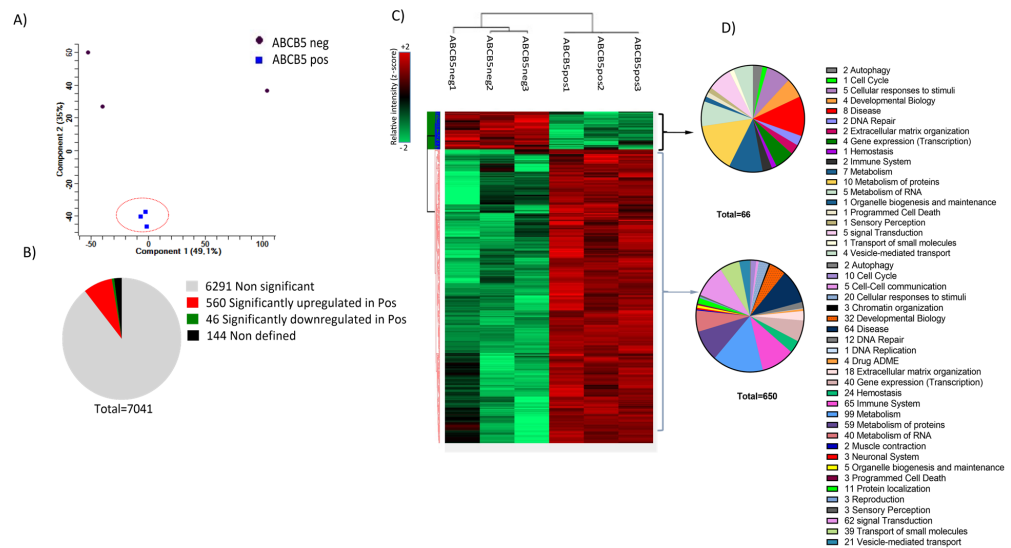 A)
ABCB5 neg
ABCB5 pos
Component 2 (35%)
60
40
20
0
-20
-40
-50
0
50
100
Component 1 (49,1%)
B)
6291 Non significant
560 Significantly upregulated in Pos
46 Significantly downregulated in Pos
144 Non defined
Total=7041
C)
+2
Relative intensity (z-score)
-2
ABCB5neg1
ABCB5neg2
ABCB5neg3
ABCB5pos1
ABCB5pos2
ABCB5pos3
D)
2 Autophagy
1 Cell Cycle
5 Cellular responses to stimuli
4 Developmental Biology
8 Disease
2 DNA Repair
2 Extracellular matrix organization
4 Gene expression (Transcription)
1 Hemostasis
2 Immune System
7 Metabolism
10 Metabolism of proteins
5 Metabolism of RNA
1 Organelle biogenesis and maintenance
1 Programmed Cell Death
1 Sensory Perception
5 signal Transduction
1 Transport of small molecules
4 Vesicle-mediated transport
Total=66
2 Autophagy
10 Cell Cycle
5 Cell-Cell communication
20 Cellular responses to stimuli
3 Chromatin organization
32 Developmental Biology
64 Disease
12 DNA Repair
1 DNA Replication
4 Drug ADME
18 Extracellular matrix organization
40 Gene expression (Transcription)
24 Hemostasis
65 Immune System
99 Metabolism
59 Metabolism of proteins
40 Metabolism of RNA
2 Muscle contraction
3 Neuronal System
5 Organelle biogenesis and maintenance
3 Programmed Cell Death
11 Protein localization
3 Reproduction
3 Sensory Perception
62 signal Transduction
39 Transport of small molecules
21 Vesicle-mediated transport
Total=650